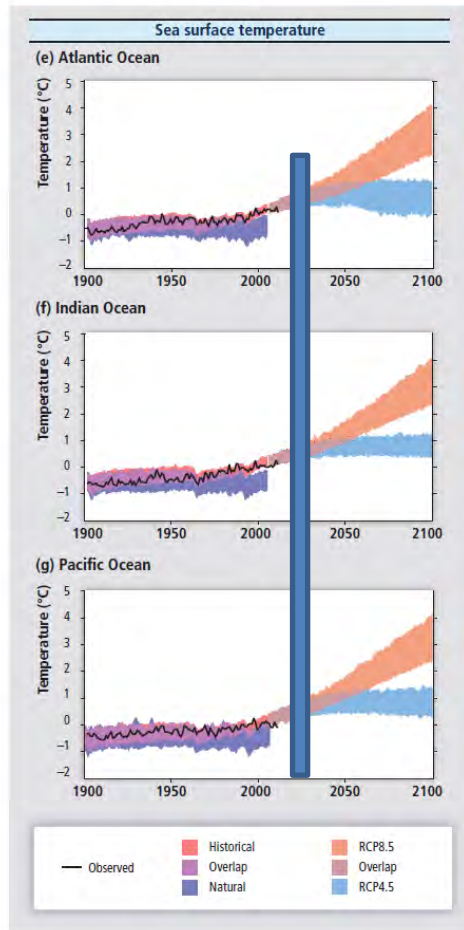 Sea surface temperature
(e) Atlantic Ocean
Temperature (°C)
5
4
3
2
1
0
−1
−2
1900 1950 2000 2050 2100
(f) Indian Ocean
Temperature (°C)
5
4
3
2
1
0
−1
−2
1900 1950 2000 2050 2100
(g) Pacific Ocean
Temperature (°C)
5
4
3
2
1
0
−1
−2
1900 1950 2000 2050 2100
Historical RCP8.5
Observed Overlap Overlap
Natural RCP4.5